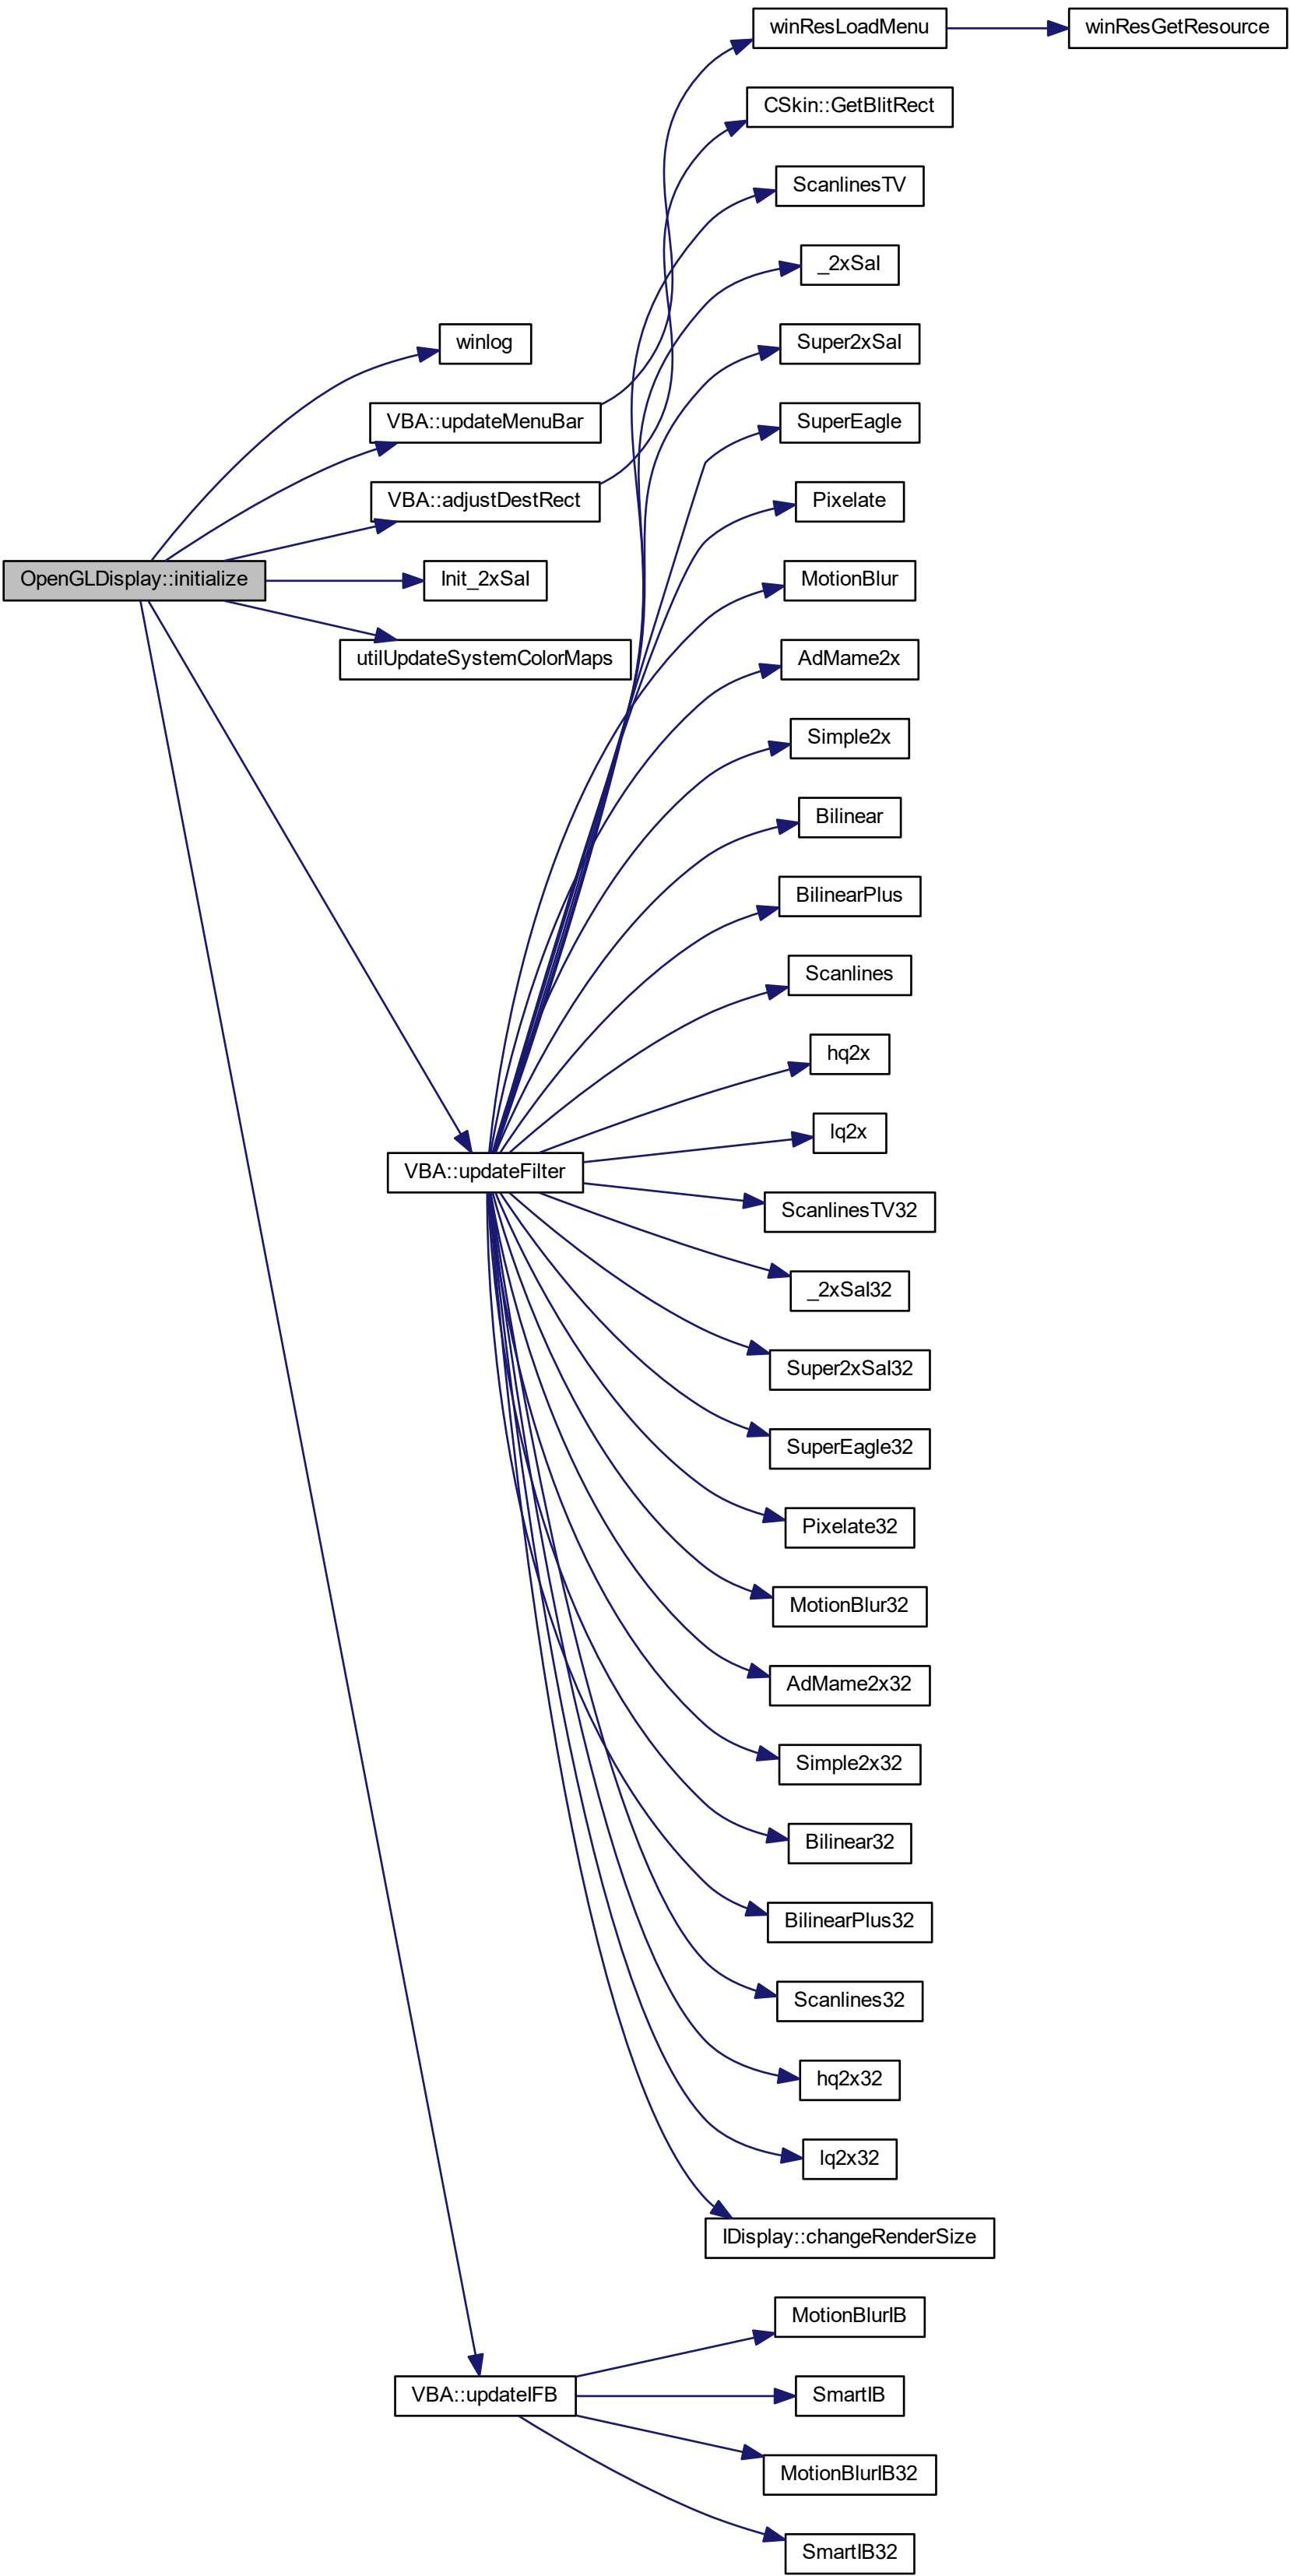 winResLoadMenu
winResGetResource
CSkin::GetBlitRect
ScanlinesTV
_2xSaI
Super2xSaI
winlog
VBA::updateMenuBar
SuperEagle
VBA::adjustDestRect
Pixelate
OpenGLDisplay::initialize
Init_2xSaI
MotionBlur
utilUpdateSystemColorMaps
AdMame2x
Simple2x
Bilinear
BilinearPlus
Scanlines
hq2x
lq2x
VBA::updateFilter
ScanlinesTV32
_2xSaI32
Super2xSaI32
SuperEagle32
Pixelate32
MotionBlur32
AdMame2x32
Simple2x32
Bilinear32
BilinearPlus32
Scanlines32
hq2x32
lq2x32
IDisplay::changeRenderSize
MotionBlurIB
VBA::updateIFB
SmartIB
MotionBlurIB32
SmartIB32